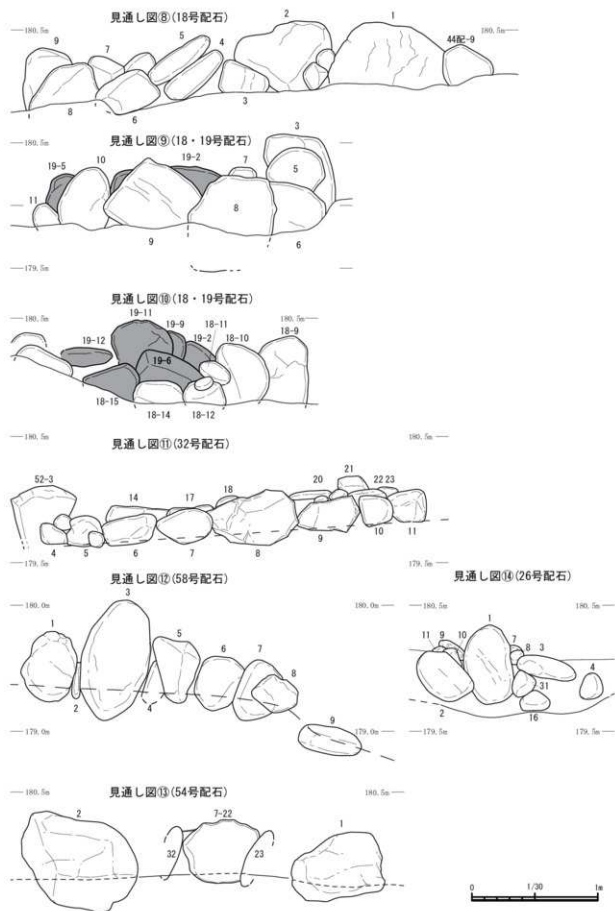 見通し図⑧(18号配石)
180.5m
180.5m
9
7
5
4
2
1
44配-9
8
6
3
見通し図⑨(18・19号配石)
180.5m
19-5
10
19-2
7
3
5
11
8
9
6
179.5m
見通し図⑩(18・19号配石)
180.5m
180.5m
19-11
19-9
18-11
19-12
19-2
18-10
18-9
19-6
18-15
18-14
18-12
180.5m
180.5m
見通し図⑪(32号配石)
52-3
14
17
18
20
21
22
23
4
5
6
7
8
9
10
11
179.5m
179.5m
見通し図⑫(58号配石)
180.0m
180.0m
1
3
5
6
7
8
2
4
9
179.0m
179.0m
見通し図⑭(26号配石)
180.5m
180.5m
1
11
9
10
7
8
3
4
31
2
16
179.5m
179.5m
見通し図⑬(54号配石)
180.5m
180.5m
2
7-22
1
32
23
0
1/30
1m